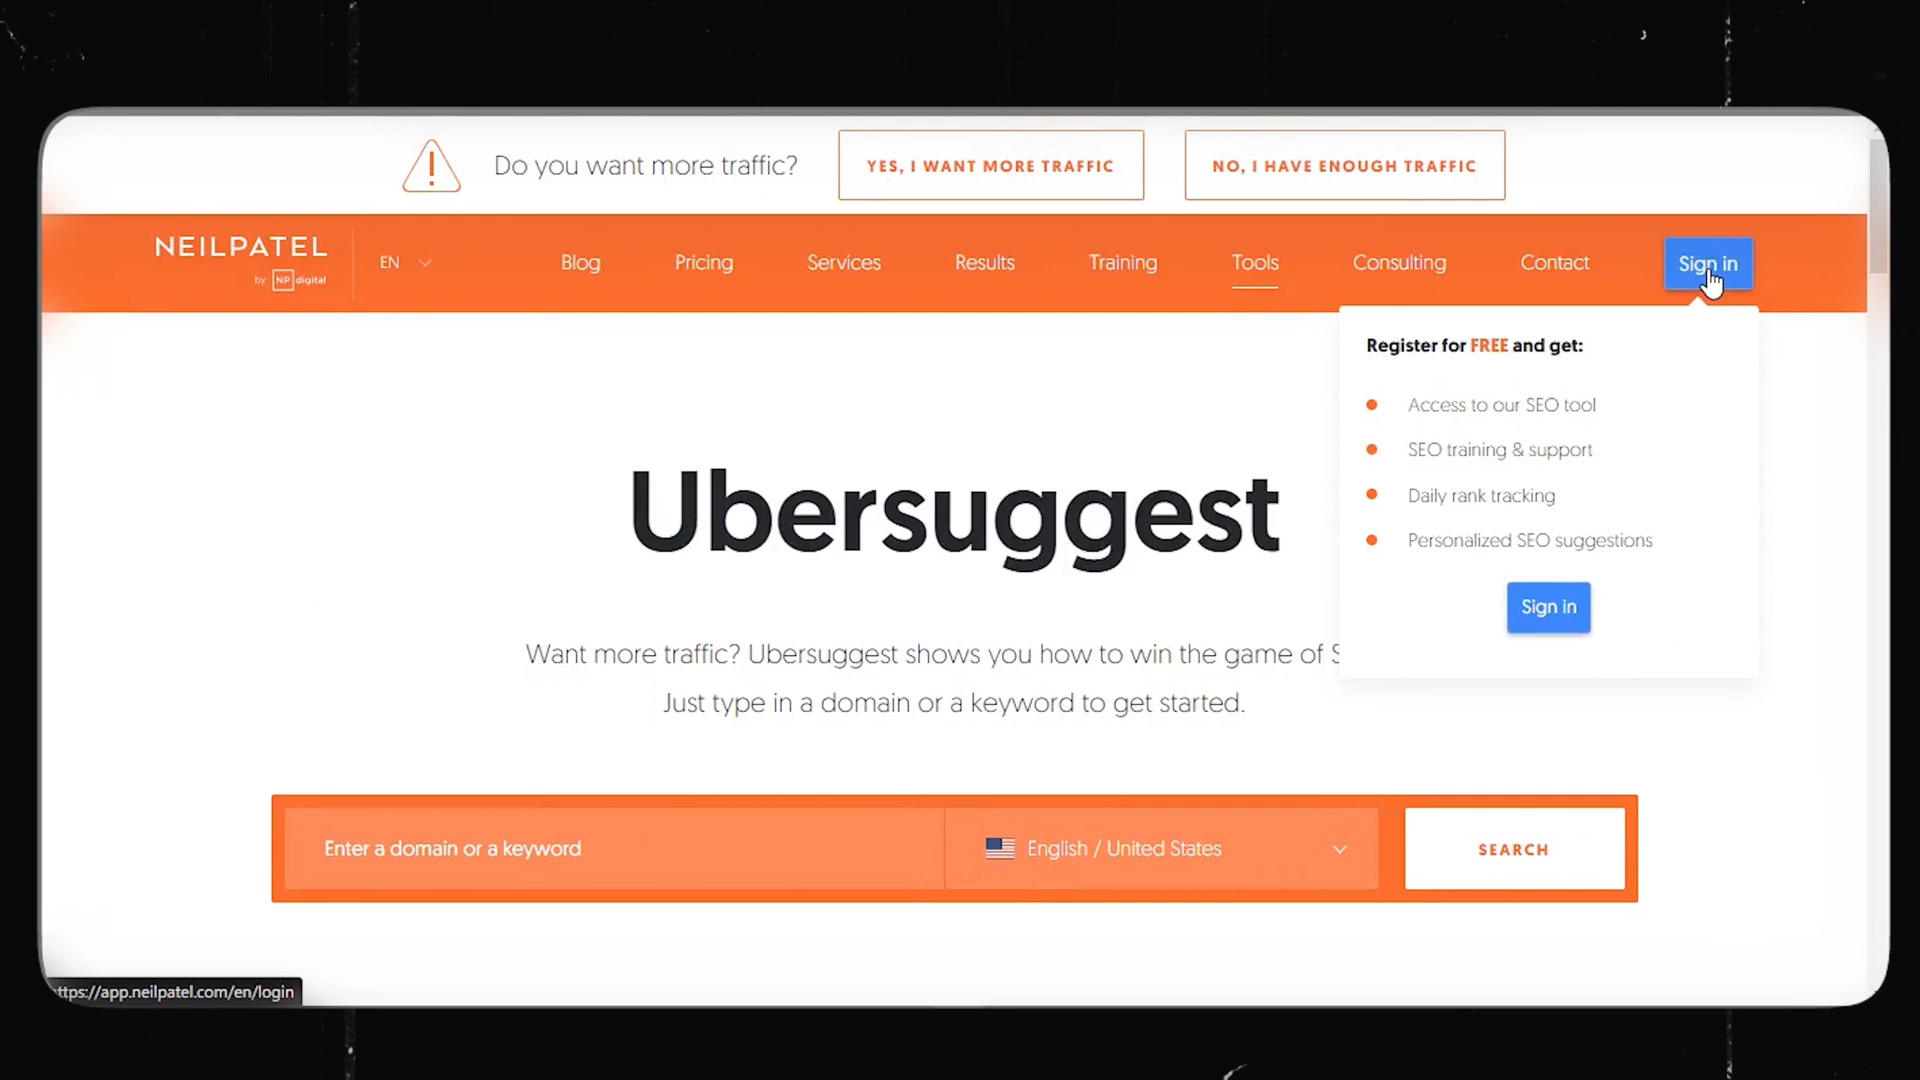 Do you want more traffic?
YES, I WANT MORE TRAFFIC
NO, I HAVE ENOUGH TRAFFIC
NEILPATEL
by NP digital
EN
Blog
Pricing
Services
Results
Training
Tools
Consulting
Contact
Sign in
Register for FREE and get:
Access to our SEO tool
SEO training & support
Daily rank tracking
Personalized SEO suggestions
Sign in
Ubersuggest
Want more traffic? Ubersuggest shows you how to win the game of
Just type in a domain or a keyword to get started.
Enter a domain or a keyword
English / United States
SEARCH
ttps://app.neilpatel.com/en/login